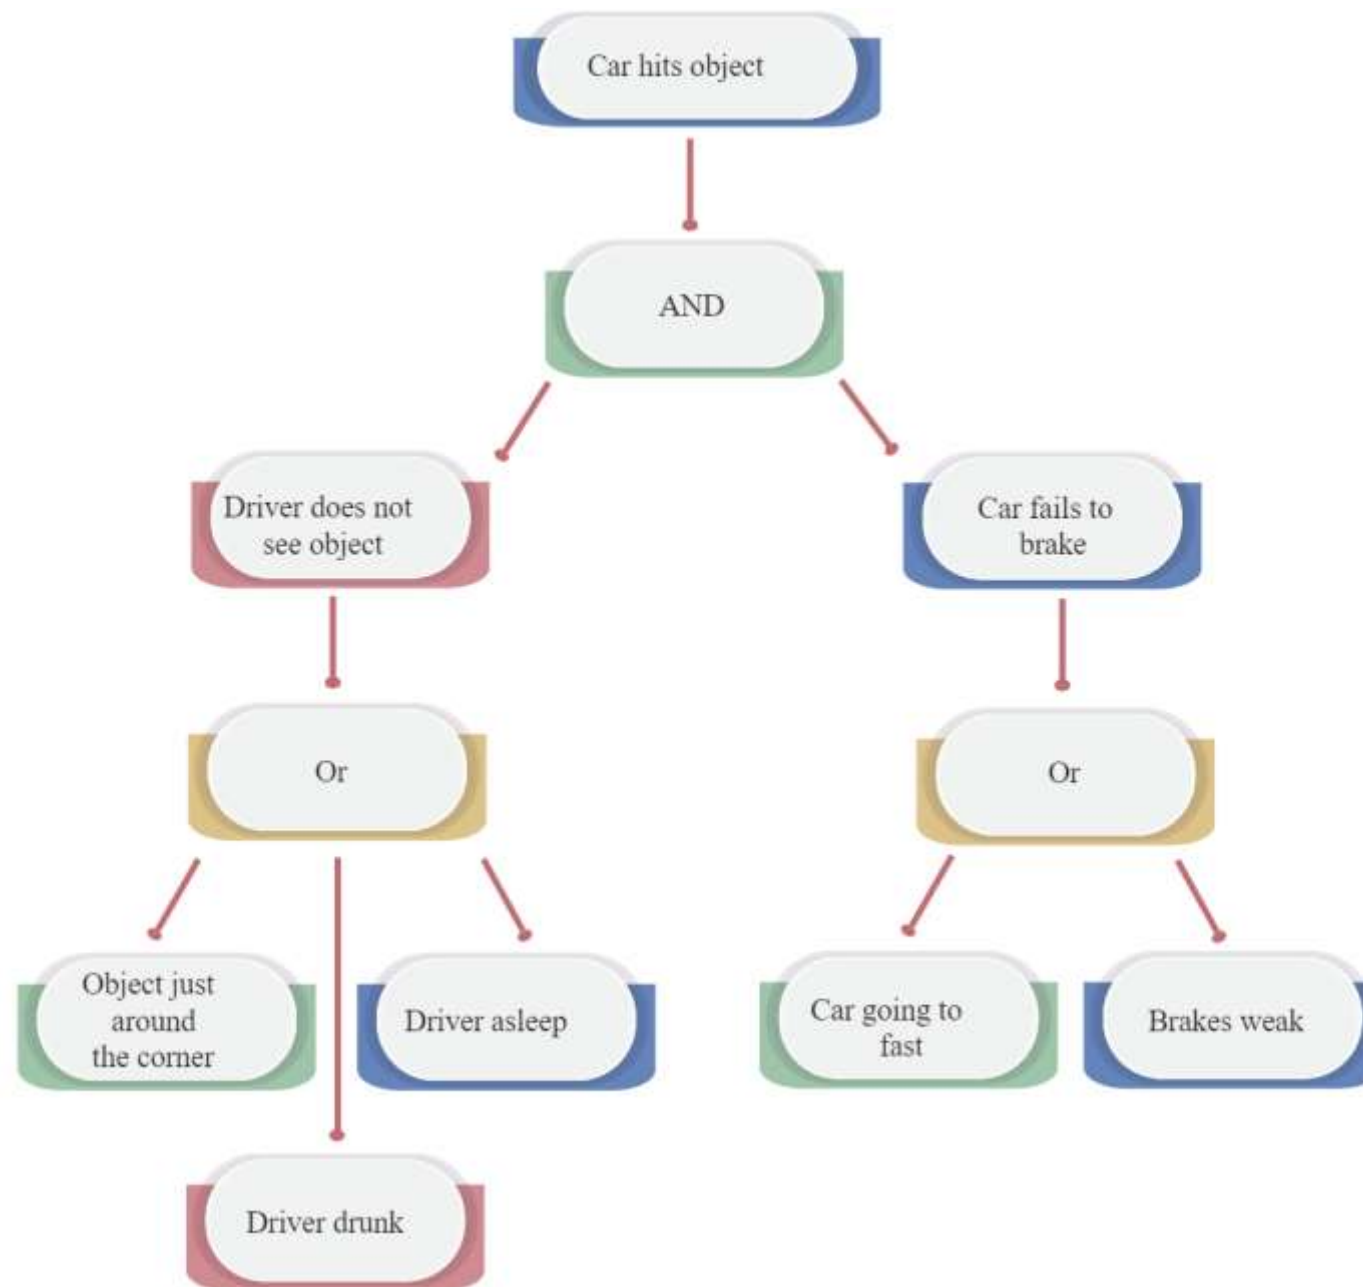 Car hits object
AND
Driver does not
see object
Car fails to
brake
Or
Or
Object just
around
the corner
Driver asleep
Car going to
fast
Brakes weak
Driver drunk